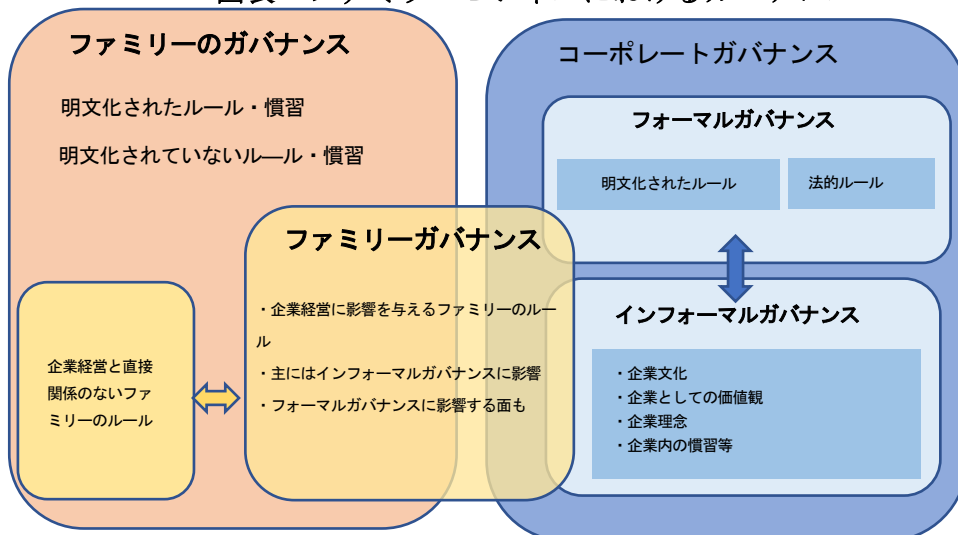 ファミリーのガバナンス
明文化されたルール・慣習
明文化されていないル―ル・慣習
ファミリーガバナンス
・企業経営に影響を与えるファミリーのルー
ル
・主にはインフォーマルガバナンスに影響
・フォーマルガバナンスに影響する面も
企業経営と直接
関係のないファ
ミリーのルール
コーポレートガバナンス
フォーマルガバナンス
明文化されたルール
法的ルール
インフォーマルガバナンス
・企業文化
・企業としての価値観
・企業理念
・企業内の慣習等